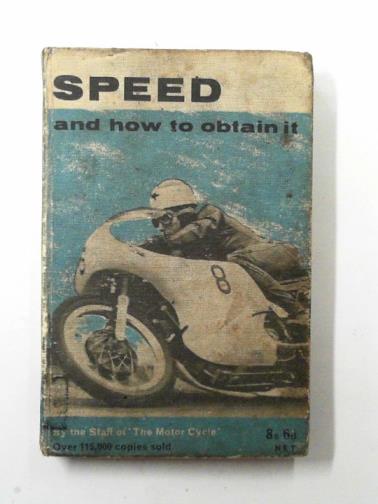 SPEED
and how to obtain it
8
By the Staff of 'The Motor Cycle'
8s 6d
Over 115,000 copies sold
NET